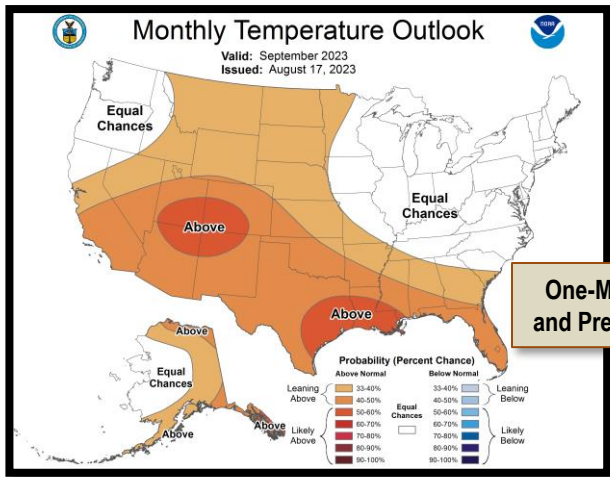 Monthly Temperature Outlook
Valid: September 2023
Issued: August 17, 2023
NOAA
Equal
Chances
Above
Equal
Chances
Above
One-M
and Pre
Above
Equal
Chances
Above
Above
Probability (Percent Chance)
Above Normal
Below Normal
Leaning
Above
33-40%
40-50%
Likely
Above
50-60%
60-70%
70-80%
80-90%
90-100%
Equal
Chances
33-40%
40-50%
Leaning
Below
50-60%
60-70%
70-80%
80-90%
90-100%
Likely
Below